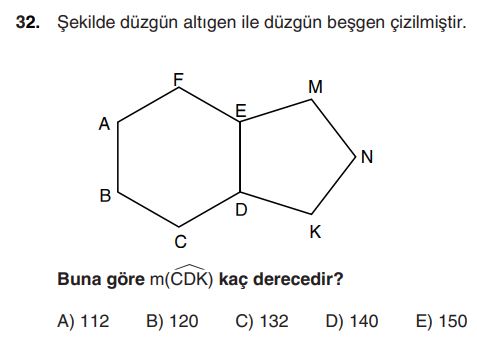 32. Şekilde düzgün altıgen ile düzgün beşgen çizilmiştir.
F
M
E
A
N
B
D
K
C
Buna göre m(CDK) kaç derecedir?
A) 112 B) 120 C) 132 D) 140 E) 150